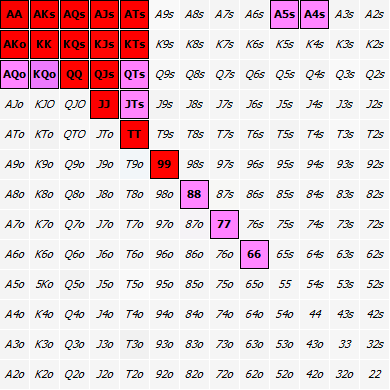 AA AKs AQs AJs ATs A9s A8s A7s A6s A5s A4s A3s A2s
AKo KK KQs KJs KTs K9s K8s K7s K6s K5s K4s K3s K2s
AQo KQo QQ QJs QTs Q9s Q8s Q7s Q6s Q5s Q4s Q3s Q2s
AJo KJO QJO JJ JTs J9s J8s J7s J6s J5s J4s J3s J2s
ATo KTo QTO JTo TT T9s T8s T7s T6s T5s T4s T3s T2s
A9o K9o Q9o J9o T9o 99 98s 97s 96s 95s 94s 93s 92s
A8o K8o Q8o J8o T8o 98o 88 87s 86s 85s 84s 83s 82s
A7o K7o Q7o J7o T7o 97o 87o 77 76s 75s 74s 73s 72s
A6o K6o Q6o J6o T6o 96o 86o 76o 66 65s 64s 63s 62s
A5o 5Ko Q5o J5o T5o 95o 85o 75o 65o 55 54s 53s 52s
A4o K4o Q4o J4o T4o 94o 84o 74o 64o 54o 44 43s 42s
A3o K3o Q3o J3o T3o 93o 83o 73o 63o 53o 43o 33 32s
A2o K2o Q2o J2o T2o 92o 82o 72o 62o 52o 42o 32o 22